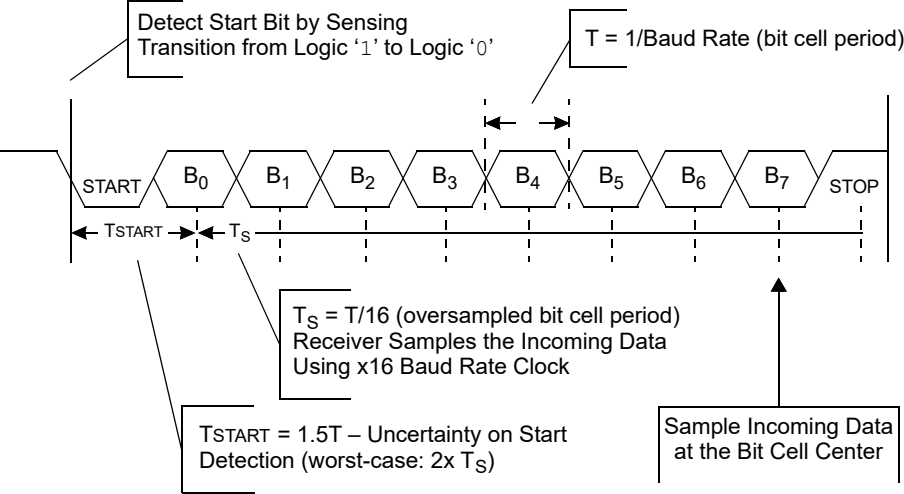 Detect Start Bit by Sensing
Transition from Logic ‘1’ to Logic ‘0’
T = 1/Baud Rate (bit cell period)
START B0 B1 B2 B3 B4 B5 B6 B7 STOP
TSTART TS
TS = T/16 (oversampled bit cell period)
Receiver Samples the Incoming Data
Using x16 Baud Rate Clock
TSTART = 1.5T – Uncertainty on Start
Detection (worst-case: 2x TS)
Sample Incoming Data
at the Bit Cell Center